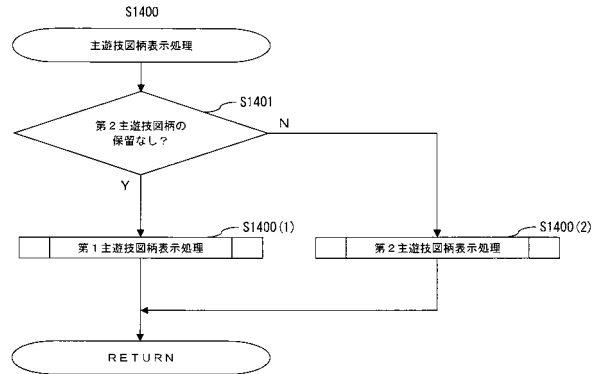 S1400
主遊技図柄表示処理
S1401
第２主遊技図柄の
保留なし？
N
Y
S1400(1)
第１主遊技図柄表示処理
S1400(2)
第２主遊技図柄表示処理
RETURN